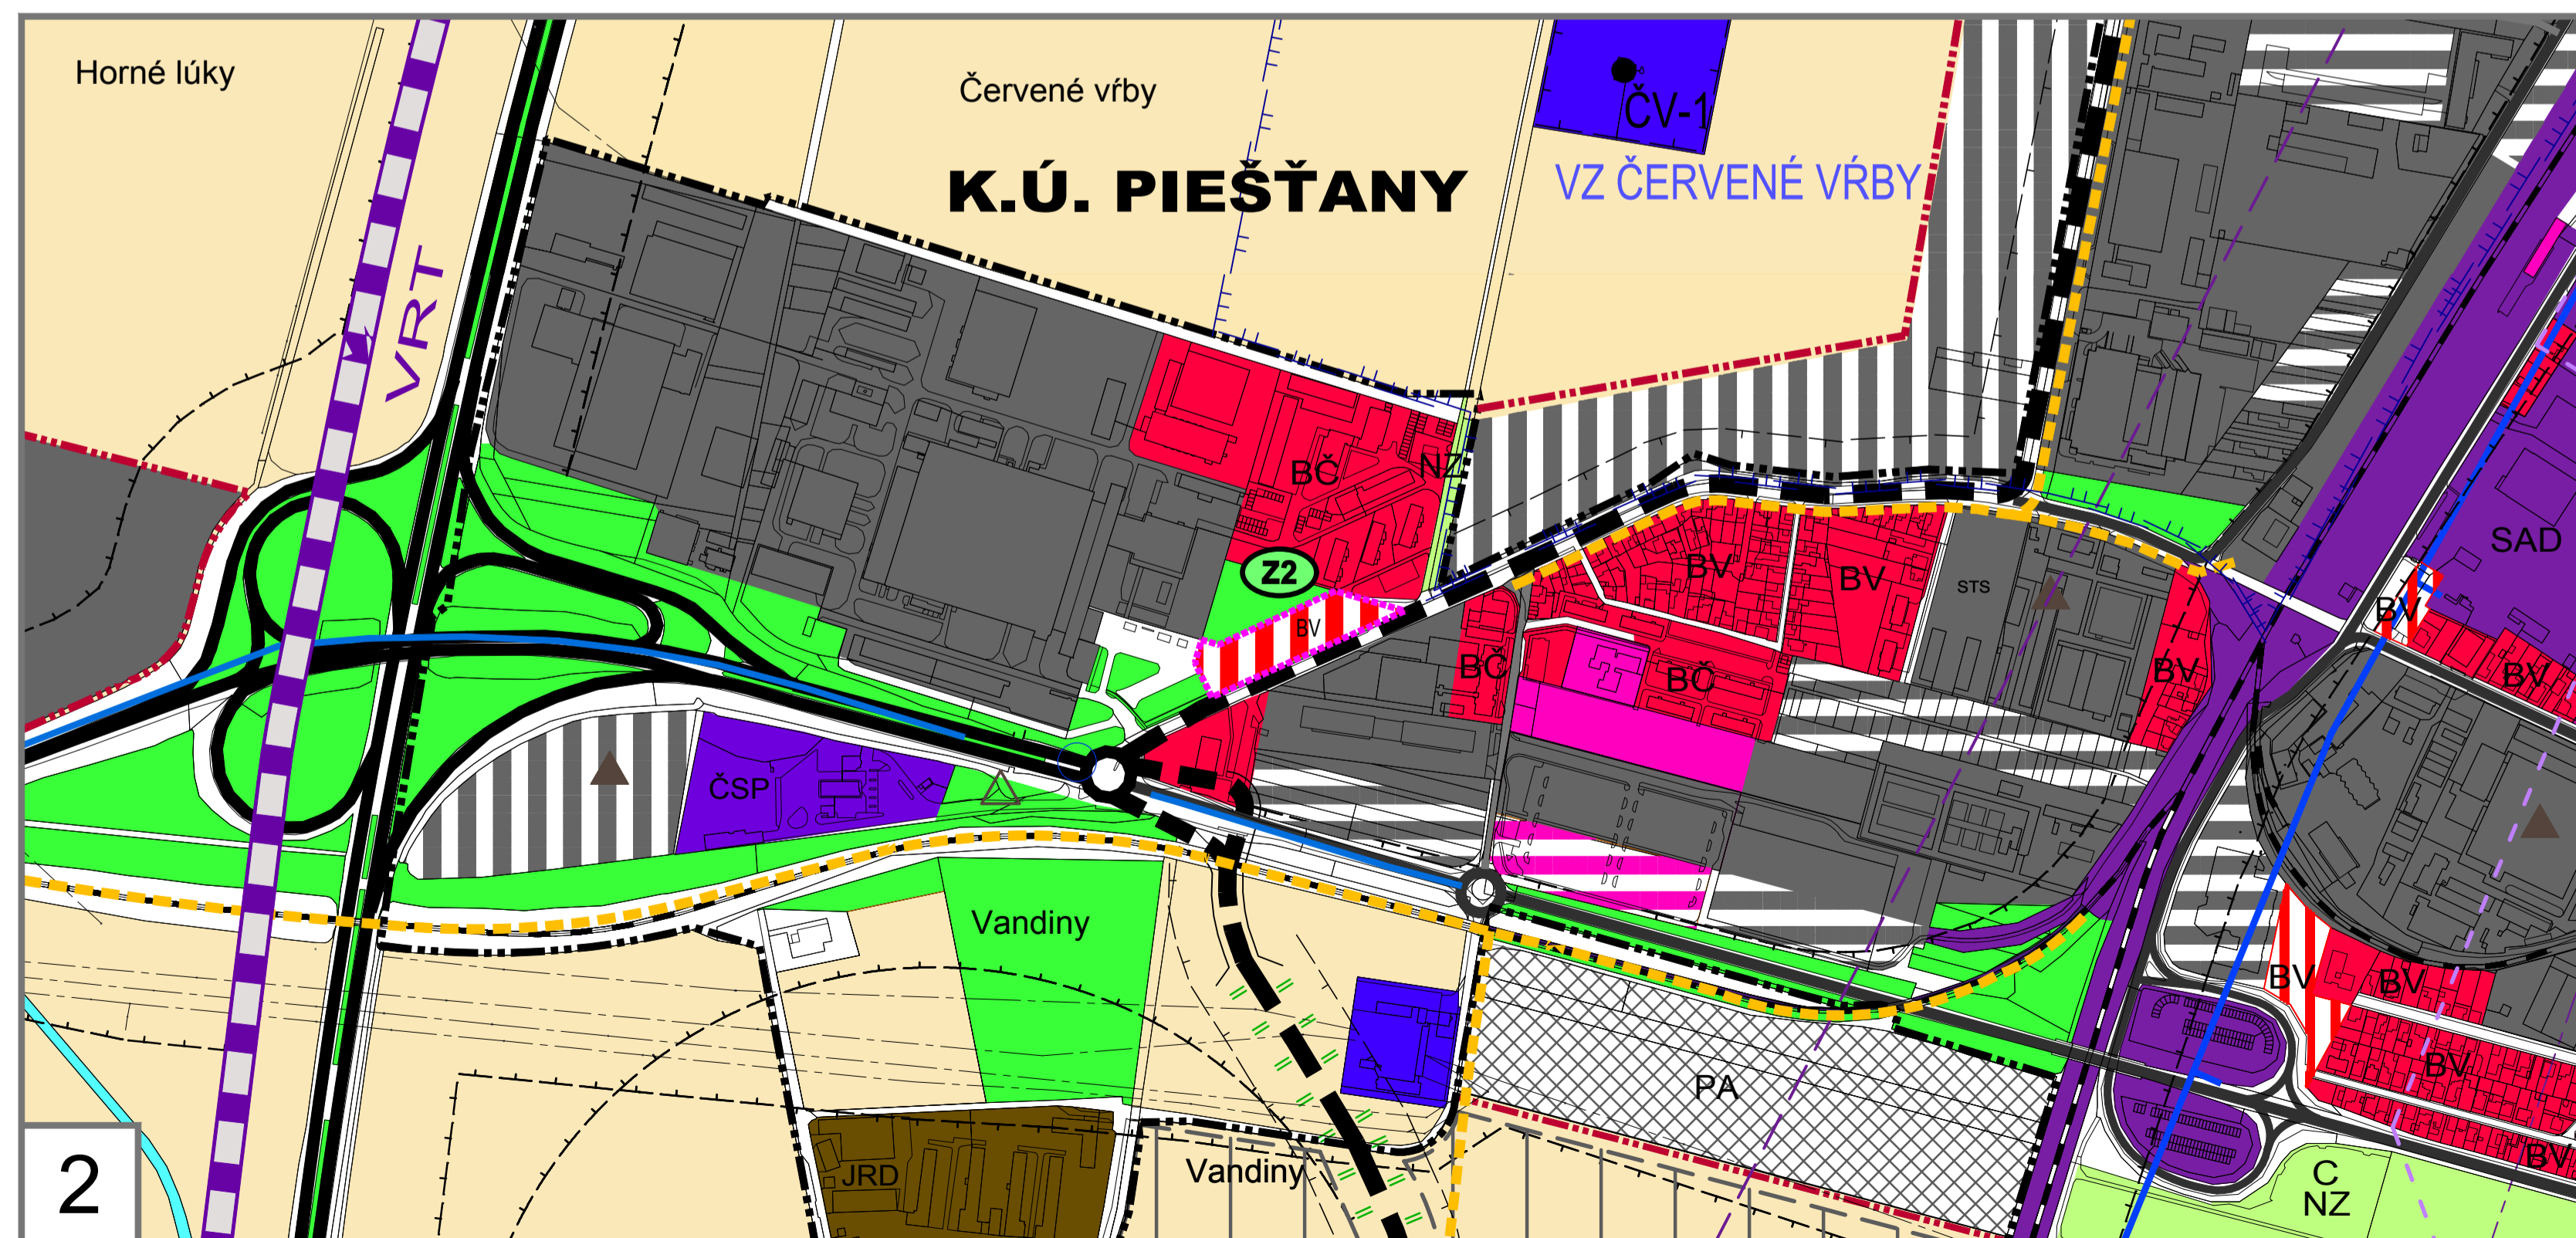 Horné lúky
Červené vŕby
ČV-1
K.Ú. PIEŠŤANY
VZ ČERVENÉ VŔBY
VRT
BČ
NZ
SAD
Z2
BV
BV
BV
STS
BV
BV
BČ
BČ
BV
BV
ČSP
Vandiny
BV
BV
BV
PA
JRD
Vandiny
BV
C
NZ
2